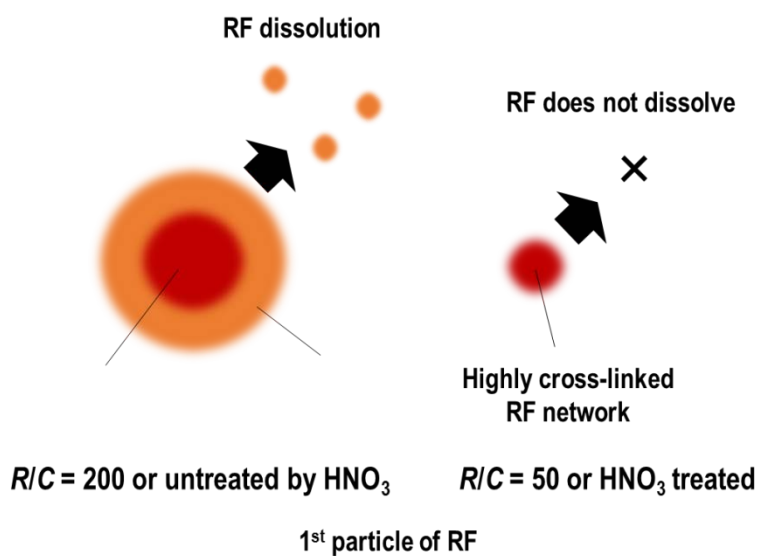 RF dissolution
RF does not dissolve
Highly cross-linked
RF network
R/C = 200 or untreated by HNO₃
R/C = 50 or HNO₃ treated
1ˢᵗ particle of RF